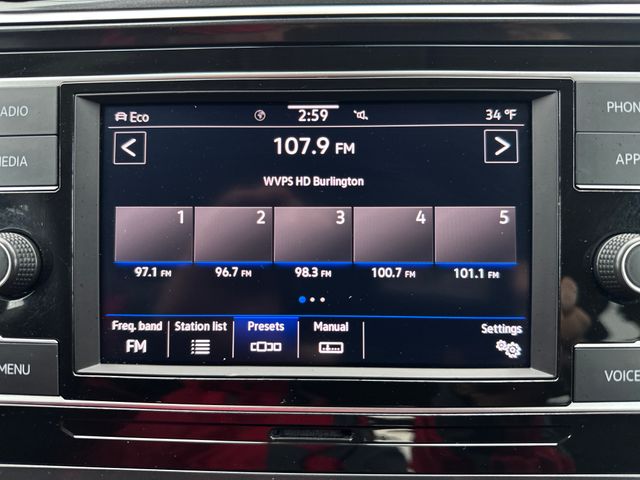 Eco 2:59 34 °F
RADIO
PHON
107.9 FM
MEDIA
APP
WVPS HD Burlington
1 2 3 4 5
97.1 FM 96.7 FM 98.3 FM 100.7 FM 101.1 FM
Freq. band Station list Presets Manual Settings
FM
MENU
VOICE